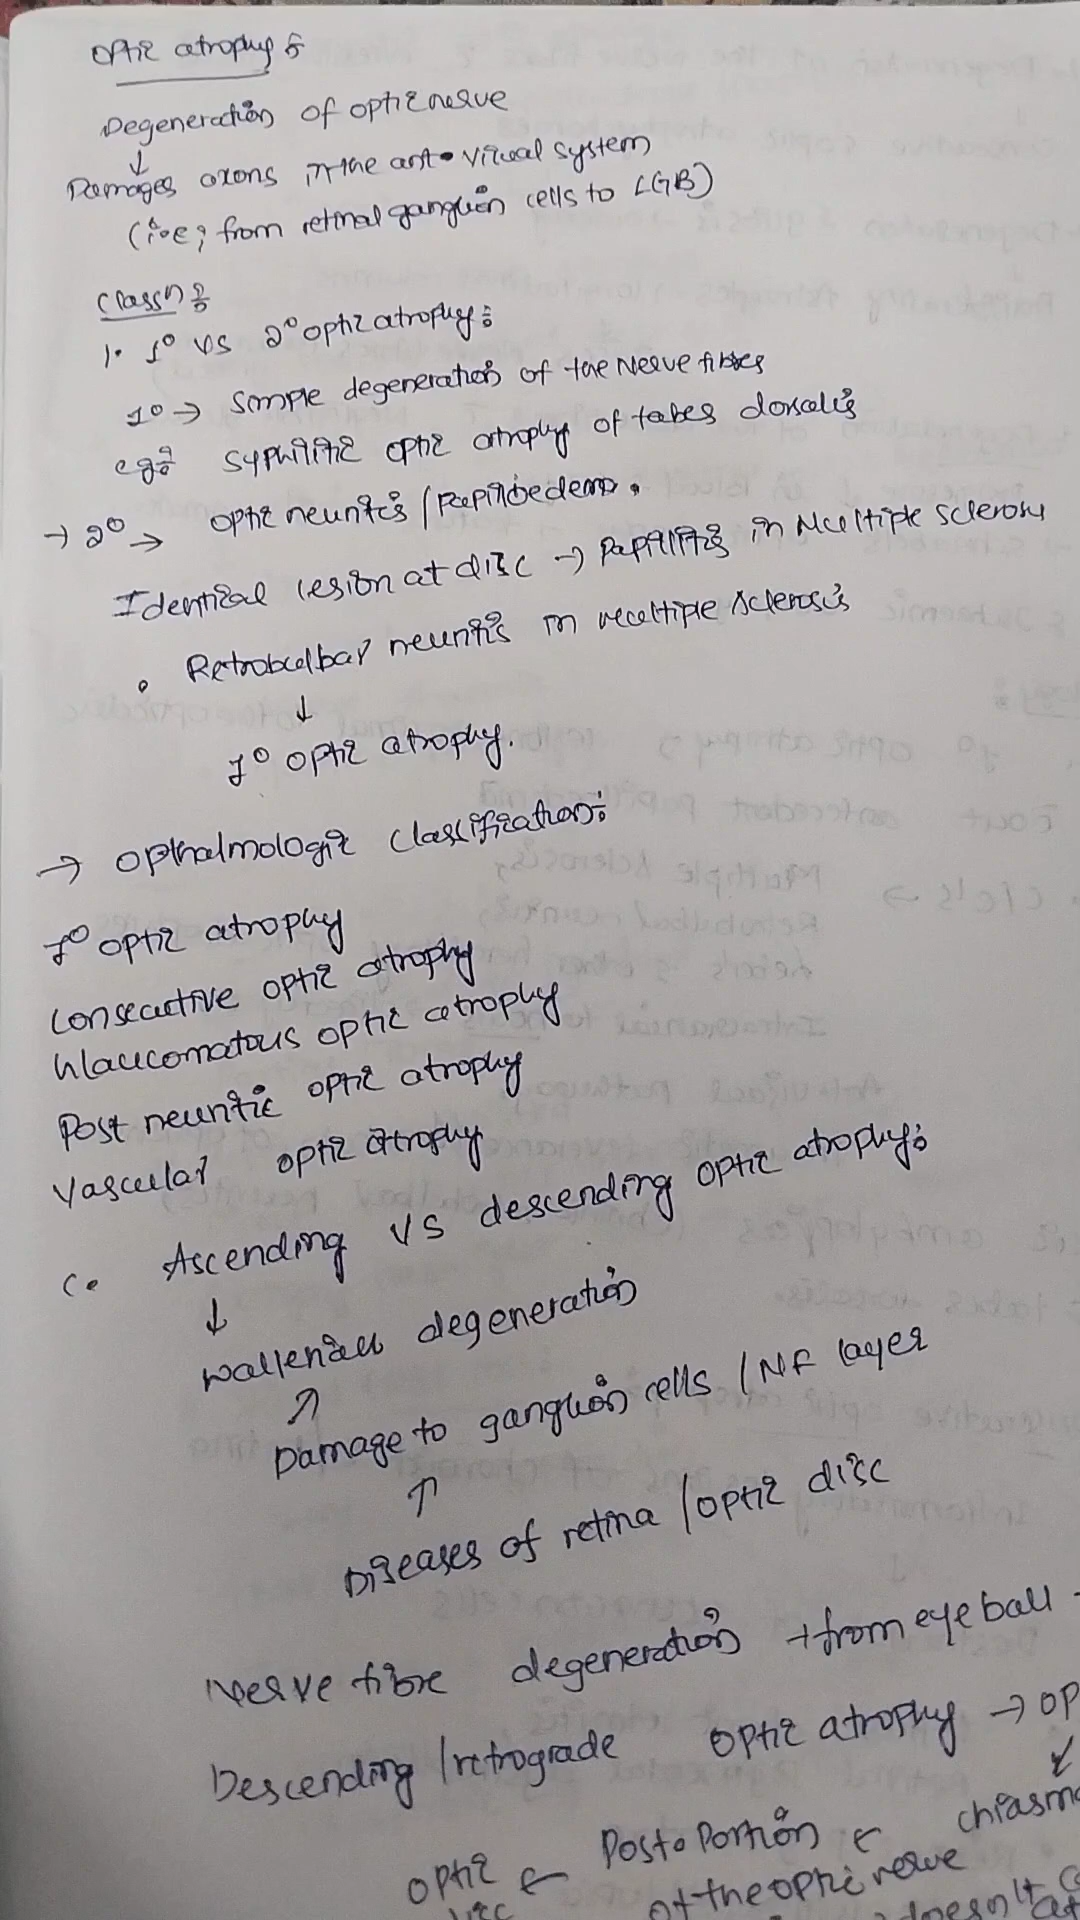 Optic atrophy :
Degeneration of optic nerve
↓
Damages axons in the ant. visual system
(i.e; from retinal ganglion cells to LGB)
Classn :
1. 1° vs 2° optic atrophy :
1° → Simple degeneration of the Nerve fibres
eg: syphilitic optic atrophy of tabes dorsalis
→ 2° → optic neuritis / papilloedema.
Identical lesion at disc → papillitis in Multiple sclerosis
. Retrobulbar neuritis in multiple sclerosis
↓
1° optic atrophy.
→ Opthalmologic classification:
1° optic atrophy
Consecutive optic atrophy
Glaucomatous optic atrophy
Post neuritic optic atrophy
Vascular optic atrophy
c. Ascending vs descending optic atrophy:
↓
Wallerian degeneration
↗
Damage to ganglion cells / NF layer
↑
Diseases of retina / optic disc
Nerve fibre degeneration + from eye ball
Descending / retrograde optic atrophy → op
↙
optic ← Post. Portion ← chiasma
of the optic nerve